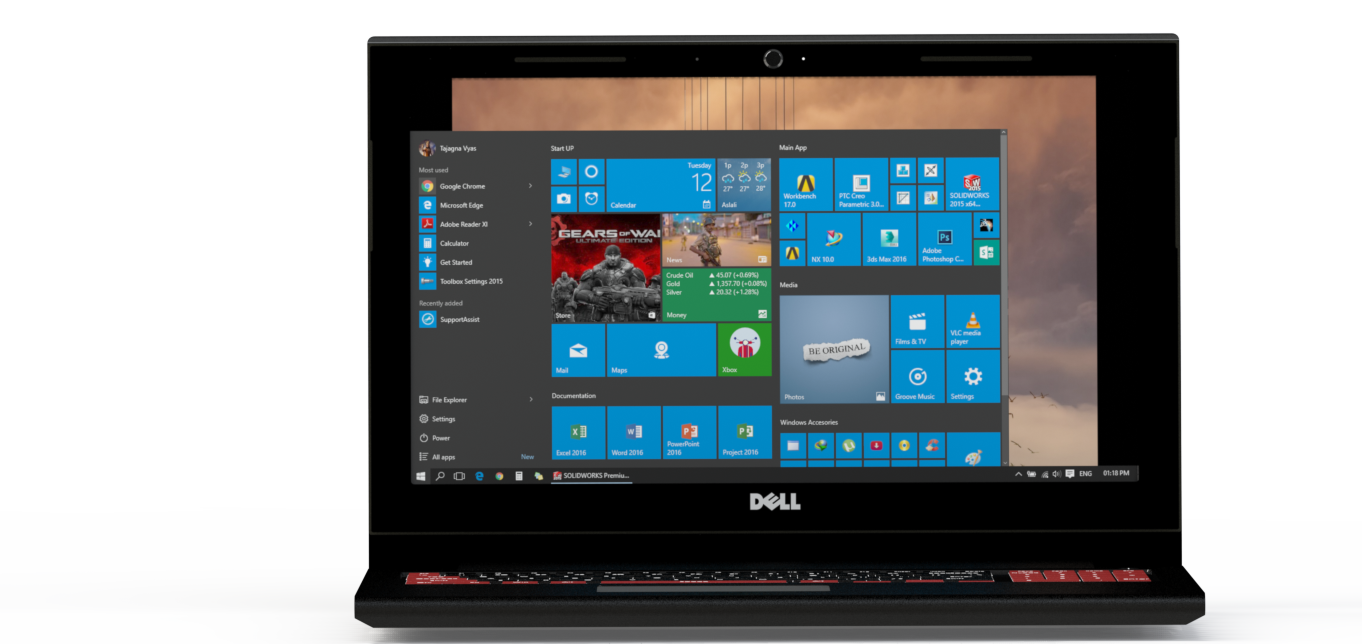 Tajagna Vyas
Most used
Google Chrome
Microsoft Edge
Adobe Reader XI
Calculator
Get Started
Toolbox Settings 2015
Recently added
SupportAssist
File Explorer
Settings
Power
All apps
New
Start UP
Calendar
Tuesday
12
1p 2p 3p
27° 27° 28°
Aslali
GEARS OF WAR
ULTIMATE EDITION
Store
News
Crude Oil ▲ 45.07 (+0.69%)
Gold ▲ 1,357.70 (+0.08%)
Silver ▲ 20.32 (+1.28%)
Money
Mail
Maps
Xbox
Documentation
Excel 2016
Word 2016
PowerPoint
2016
Project 2016
Main App
Workbench
17.0
PTC Creo
Parametric 3.0...
SW
2015
SOLIDWORKS
2015 x64...
NX 10.0
3ds Max 2016
Ps
Adobe
Photoshop C...
Media
BE ORIGINAL
Photos
Films & TV
VLC media
player
Groove Music
Settings
Windows Accesories
SOLIDWORKS Premiu...
ENG
01:18 PM
DELL